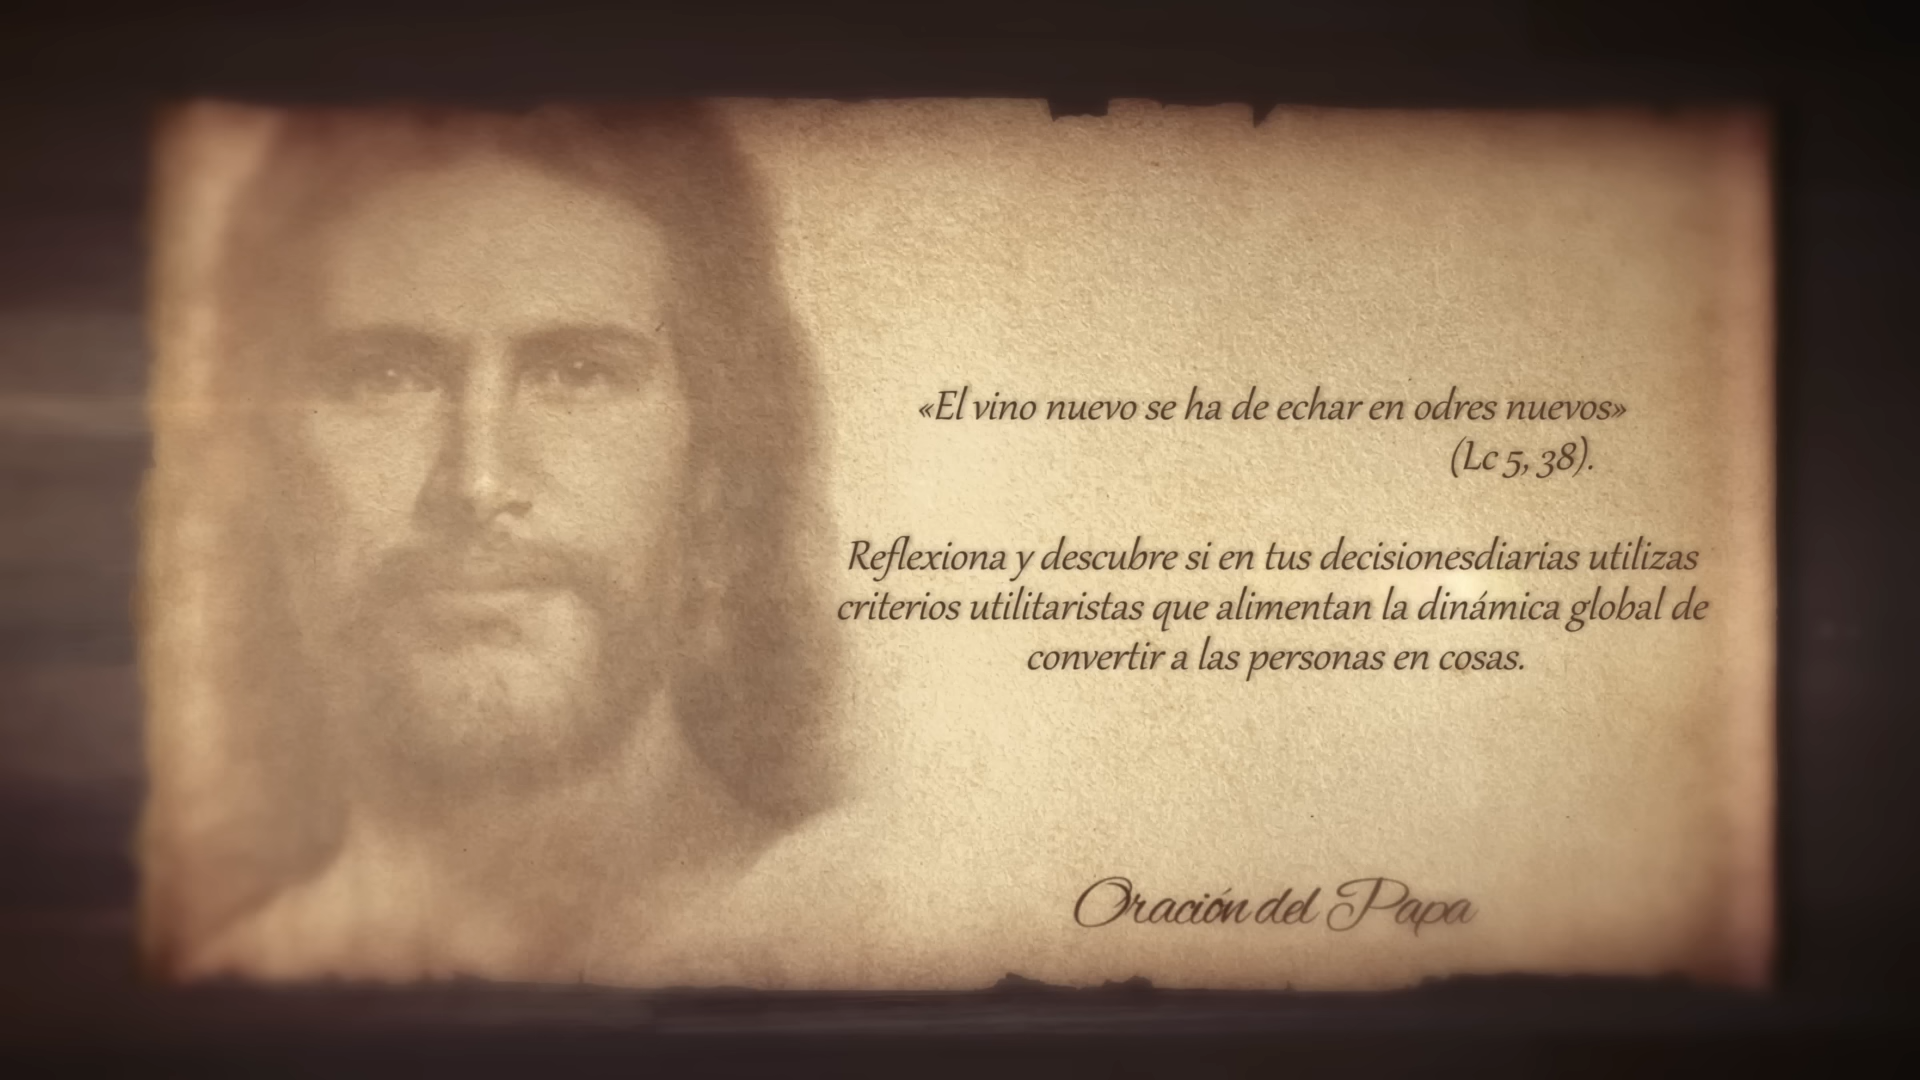 «El vino nuevo se ha de echar en odres nuevos»
(Lc 5, 38).
Reflexiona y descubre si en tus decisionesdiarias utilizas
criterios utilitaristas que alimentan la dinámica global de
convertir a las personas en cosas.
Oración del Papa